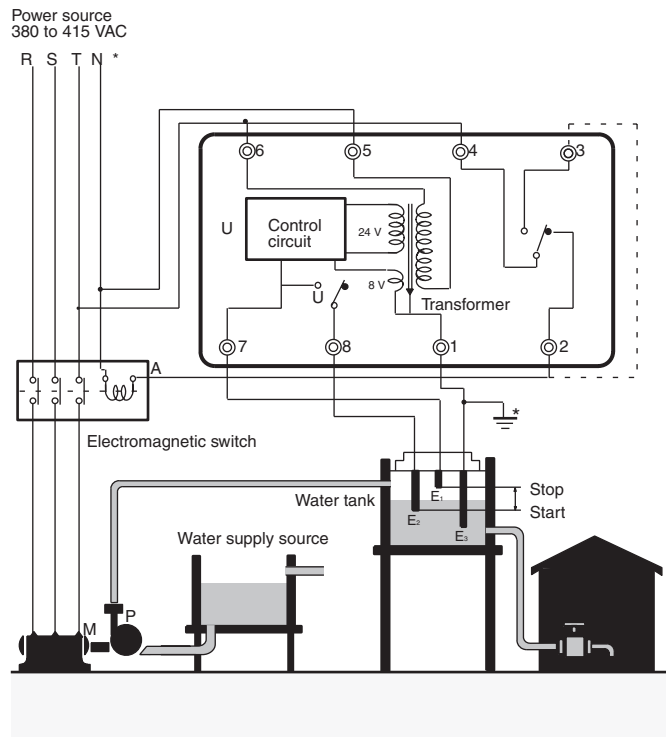 Power source
380 to 415 VAC
R S T N *
6 5 4 3
U
Control
circuit
24 V
U
8 V
Transformer
7 8 1 2
A
*
Electromagnetic switch
Water tank
E1
E2
E3
Stop
Start
Water supply source
M
P